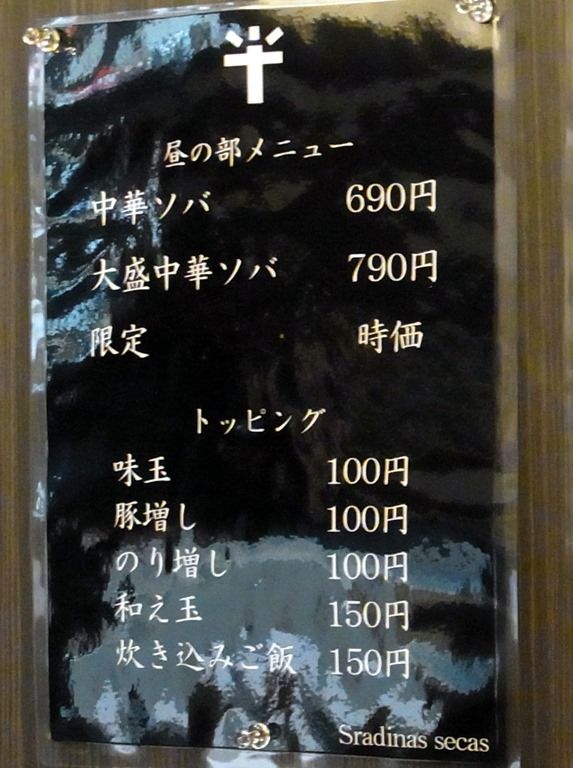 昼の部メニュー
中華ソバ 690円
大盛中華ソバ 790円
限定 時価
トッピング
味玉 100円
豚増し 100円
のり増し 100円
和え玉 150円
炊き込みご飯 150円
Sradinas secas